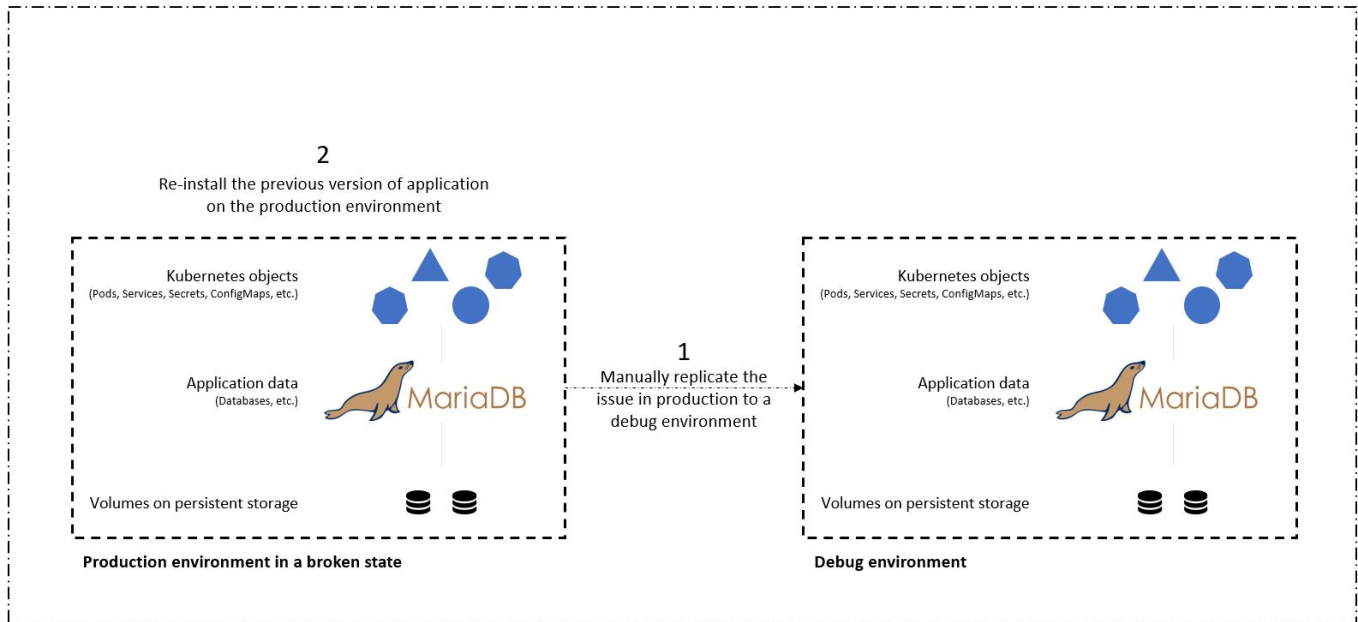 2
Re-install the previous version of application
on the production environment
Kubernetes objects
(Pods, Services, Secrets, ConfigMaps, etc.)
Application data
(Databases, etc.)
MariaDB
Volumes on persistent storage
Production environment in a broken state
1
Manually replicate the
issue in production to a
debug environment
Kubernetes objects
(Pods, Services, Secrets, ConfigMaps, etc.)
Application data
(Databases, etc.)
MariaDB
Volumes on persistent storage
Debug environment